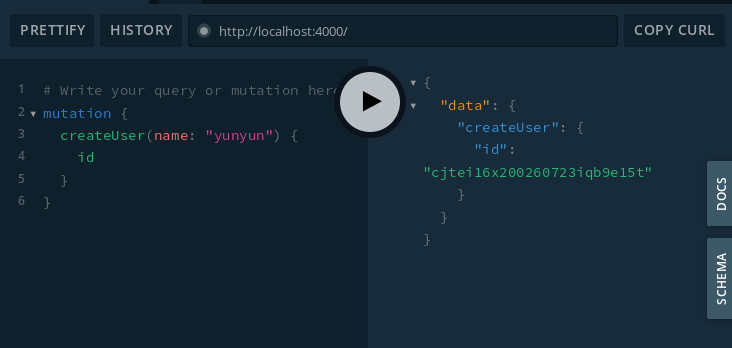 PRETTIFY HISTORY http://localhost:4000/ COPY CURL
1 # Write your query or mutation here
2 mutation {
3 createUser(name: "yunyun") {
4 id
5 }
6 }
{
"data": {
"createUser": {
"id":
"cjtei16x200260723iqb9e15t"
}
}
}
DOCS
SCHEMA